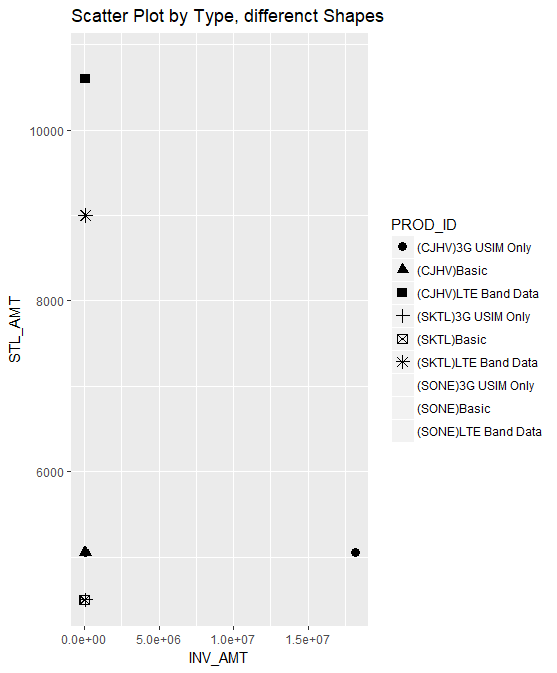 Scatter Plot by Type, differenct Shapes
10000
8000
6000
STL_AMT
0.0e+00 5.0e+06 1.0e+07 1.5e+07
INV_AMT
PROD_ID
(CJHV)3G USIM Only
(CJHV)Basic
(CJHV)LTE Band Data
(SKTL)3G USIM Only
(SKTL)Basic
(SKTL)LTE Band Data
(SONE)3G USIM Only
(SONE)Basic
(SONE)LTE Band Data